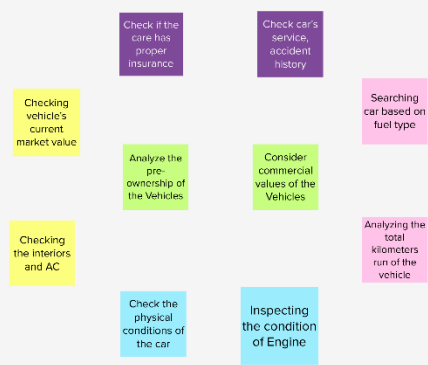 Check if the
care has
proper
insurance
Check car's
service,
accident
history
Checking
vehicle's
current
market value
Searching
car based on
fuel type
Analyze the
pre-
ownership of
the Vehicles
Consider
commercial
values of the
Vehicles
Checking
the interiors
and AC
Analyzing the
total
kilometers
run of the
vehicle
Check the
physical
conditions of
the car
Inspecting
the condition
of Engine